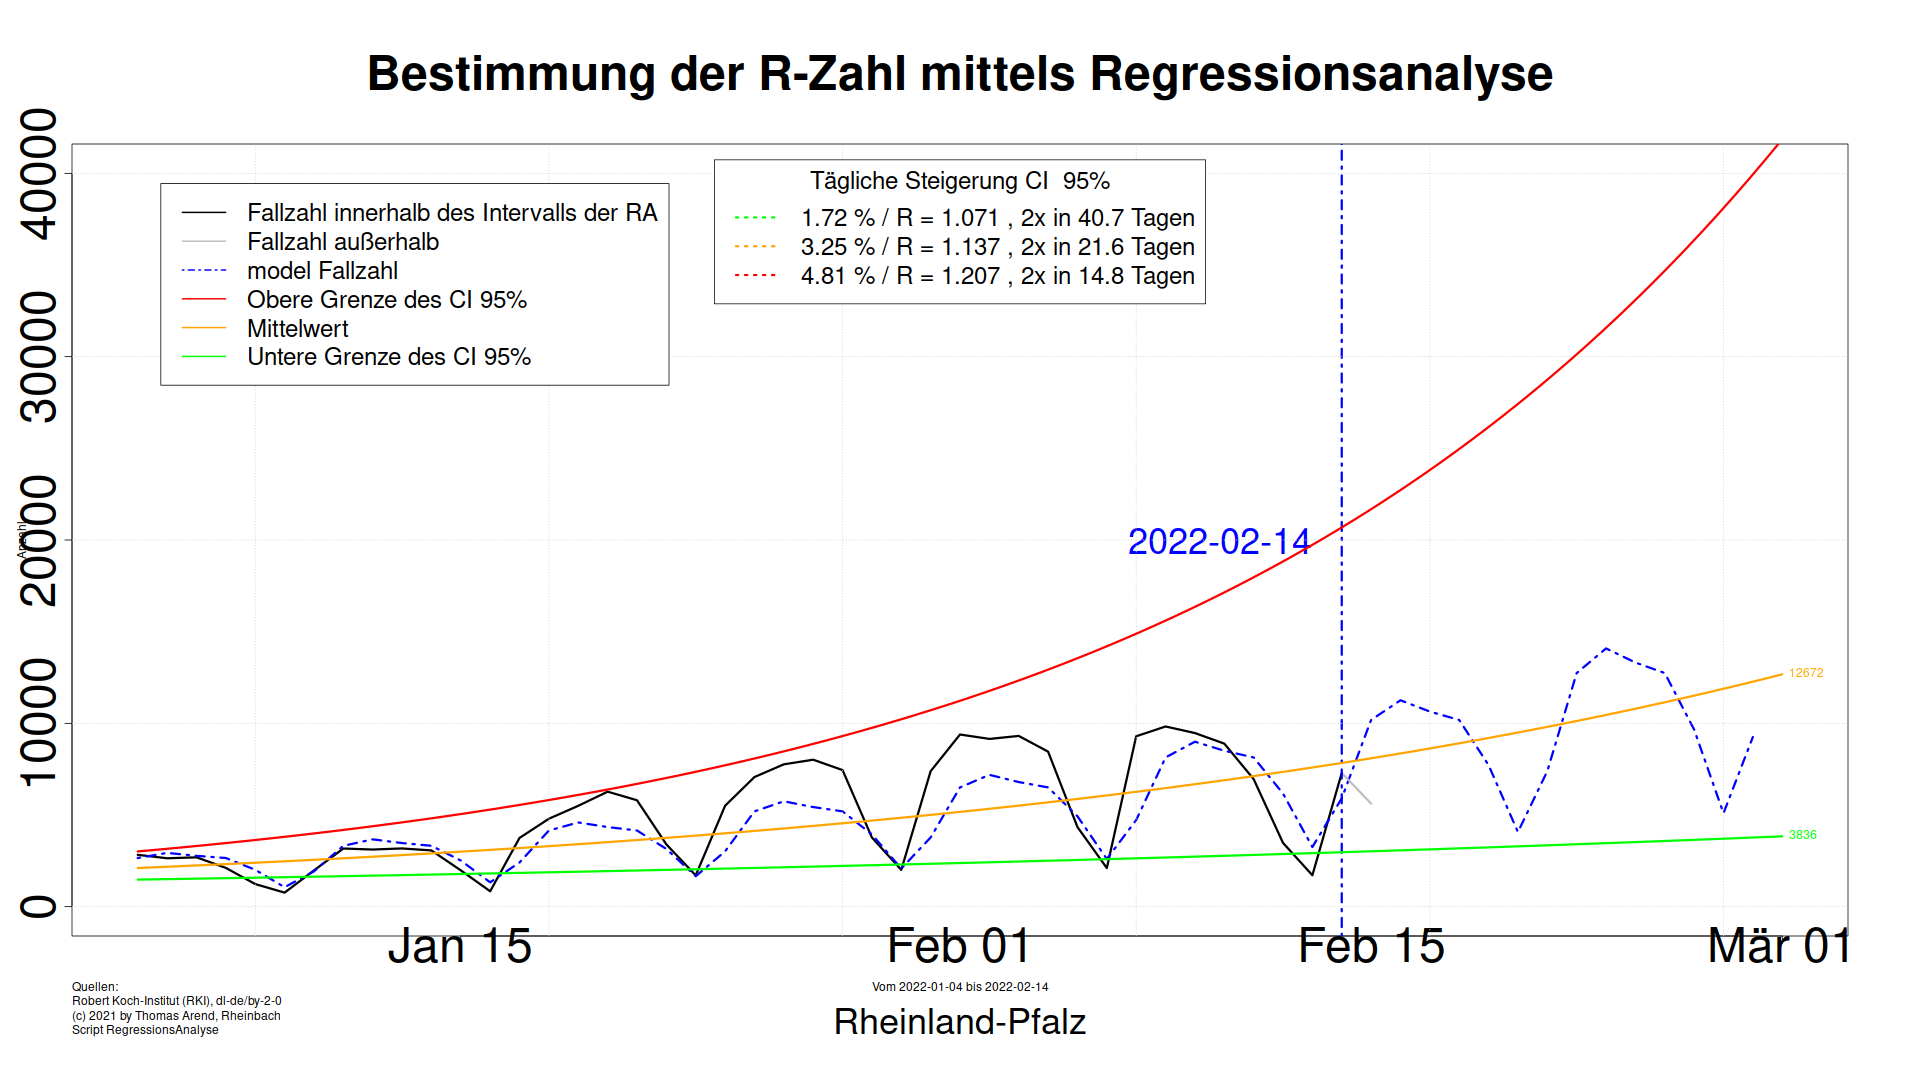 Bestimmung der R-Zahl mittels Regressionsanalyse
Anzahl
40000
30000
20000
10000
0
Fallzahl innerhalb des Intervalls der RA
Fallzahl außerhalb
model Fallzahl
Obere Grenze des CI 95%
Mittelwert
Untere Grenze des CI 95%
Tägliche Steigerung CI 95%
1.72 % / R = 1.071 , 2x in 40.7 Tagen
3.25 % / R = 1.137 , 2x in 21.6 Tagen
4.81 % / R = 1.207 , 2x in 14.8 Tagen
2022-02-14
12672
3836
Jan 15 Feb 01 Feb 15 Mär 01
Vom 2022-01-04 bis 2022-02-14
Rheinland-Pfalz
Quellen:
Robert Koch-Institut (RKI), dl-de/by-2-0
(c) 2021 by Thomas Arend, Rheinbach
Script RegressionsAnalyse